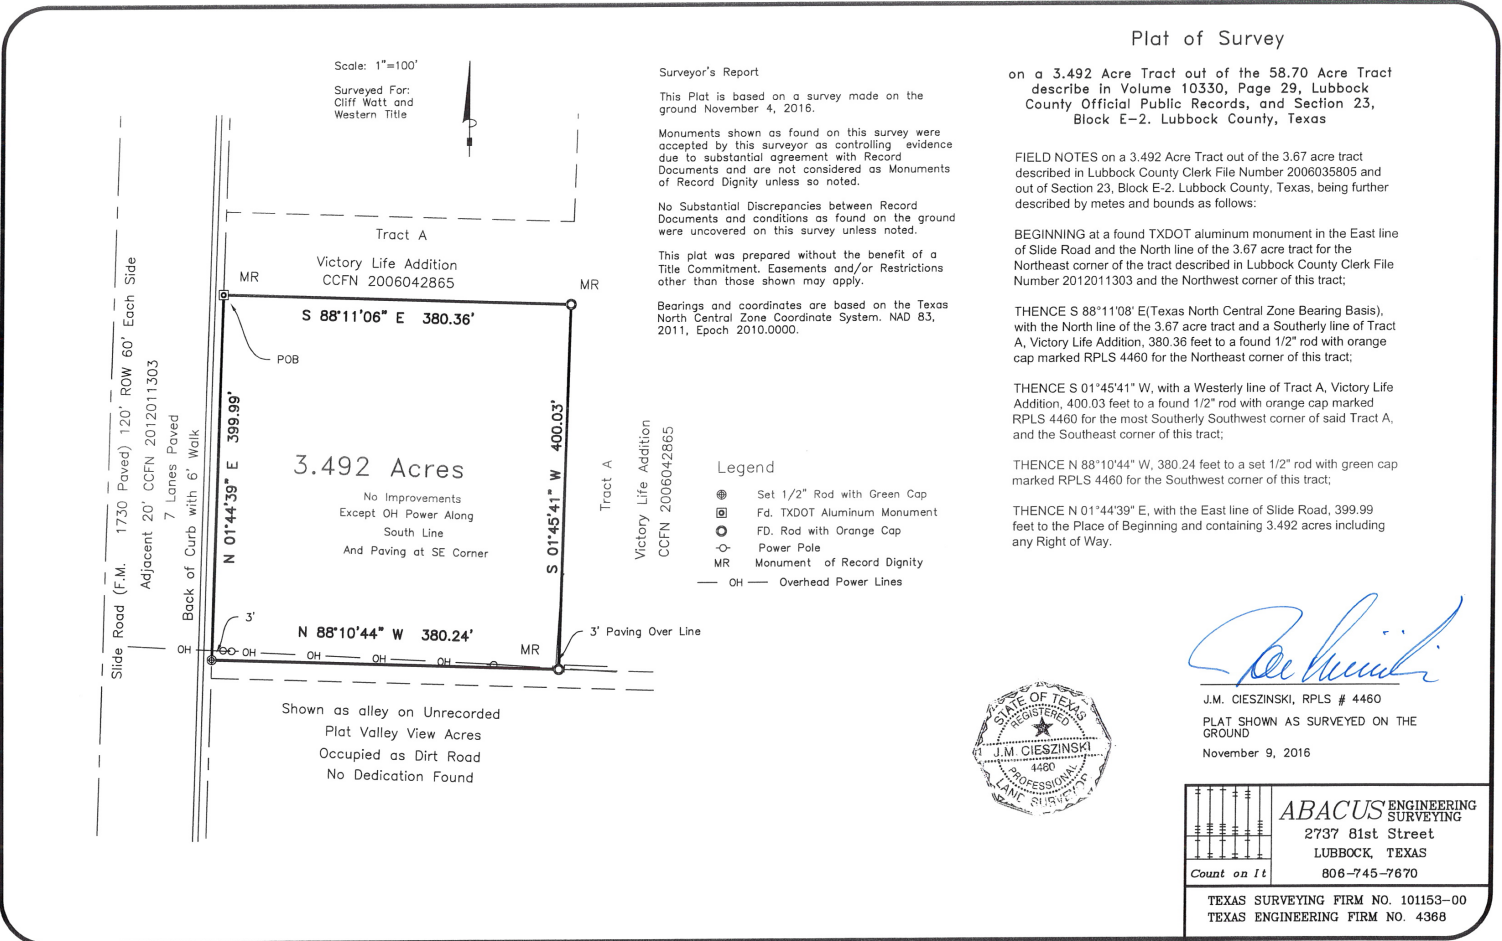 Plat of Survey
on a 3.492 Acre Tract out of the 58.70 Acre Tract
describe in Volume 10330, Page 29, Lubbock
County Official Public Records, and Section 23,
Block E-2. Lubbock County, Texas
Scale: 1"=100'
Surveyed For:
Cliff Watt and
Western Title
Tract A
Victory Life Addition
CCFN 2006042865
MR
MR
S 88°11'06" E 380.36'
POB
N 01°44'39" E 399.99'
S 01°45'41" W 400.03'
3.492 Acres
No Improvements
Except OH Power Along
South Line
And Paving at SE Corner
3'
N 88°10'44" W 380.24'
MR
3' Paving Over Line
OH
OH
OH
OH
OH
Slide Road (F.M. 1730 Paved) 120' ROW 60' Each Side
Adjacent 20' CCFN 2012011303
7 Lanes Paved
Back of Curb with 6' Walk
Tract A
Victory Life Addition
CCFN 2006042865
Shown as alley on Unrecorded
Plat Valley View Acres
Occupied as Dirt Road
No Dedication Found
Surveyor's Report
This Plat is based on a survey made on the
ground November 4, 2016.
Monuments shown as found on this survey were
accepted by this surveyor as controlling evidence
due to substantial agreement with Record
Documents and are not considered as Monuments
of Record Dignity unless so noted.
No Substantial Discrepancies between Record
Documents and conditions as found on the ground
were uncovered on this survey unless noted.
This plat was prepared without the benefit of a
Title Commitment. Easements and/or Restrictions
other than those shown may apply.
Bearings and coordinates are based on the Texas
North Central Zone Coordinate System. NAD 83,
2011, Epoch 2010.0000.
Legend
Set 1/2" Rod with Green Cap
Fd. TXDOT Aluminum Monument
FD. Rod with Orange Cap
Power Pole
MR Monument of Record Dignity
OH Overhead Power Lines
FIELD NOTES on a 3.492 Acre Tract out of the 3.67 acre tract
described in Lubbock County Clerk File Number 2006035805 and
out of Section 23, Block E-2. Lubbock County, Texas, being further
described by metes and bounds as follows:
BEGINNING at a found TXDOT aluminum monument in the East line
of Slide Road and the North line of the 3.67 acre tract for the
Northeast corner of the tract described in Lubbock County Clerk File
Number 2012011303 and the Northwest corner of this tract;
THENCE S 88°11'08' E(Texas North Central Zone Bearing Basis),
with the North line of the 3.67 acre tract and a Southerly line of Tract
A, Victory Life Addition, 380.36 feet to a found 1/2" rod with orange
cap marked RPLS 4460 for the Northeast corner of this tract;
THENCE S 01°45'41" W, with a Westerly line of Tract A, Victory Life
Addition, 400.03 feet to a found 1/2" rod with orange cap marked
RPLS 4460 for the most Southerly Southwest corner of said Tract A,
and the Southeast corner of this tract;
THENCE N 88°10'44" W, 380.24 feet to a set 1/2" rod with green cap
marked RPLS 4460 for the Southwest corner of this tract;
THENCE N 01°44'39" E, with the East line of Slide Road, 399.99
feet to the Place of Beginning and containing 3.492 acres including
any Right of Way.
J.M. CIESZINSKI, RPLS # 4460
PLAT SHOWN AS SURVEYED ON THE
GROUND
November 9, 2016
STATE OF TEXAS
REGISTERED
J.M. CIESZINSKI
4460
PROFESSIONAL
SURVEYOR
ABACUS ENGINEERING
SURVEYING
2737 81st Street
LUBBOCK, TEXAS
806-745-7670
Count on It
TEXAS SURVEYING FIRM NO. 101153-00
TEXAS ENGINEERING FIRM NO. 4368